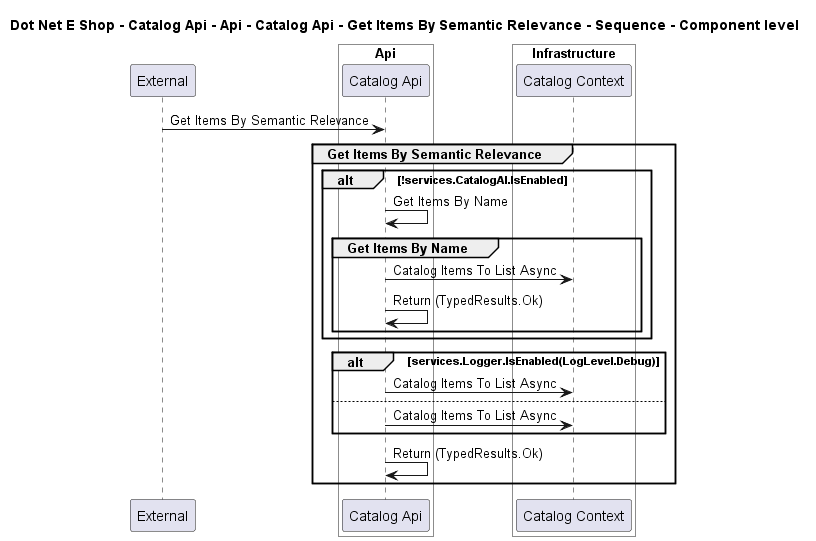 Dot Net E Shop - Catalog Api - Api - Catalog Api - Get Items By Semantic Relevance - Sequence - Component level
Api
Infrastructure
External
Catalog Api
Catalog Context
Get Items By Semantic Relevance
Get Items By Semantic Relevance
alt
[!services.CatalogAI.IsEnabled]
Get Items By Name
Get Items By Name
Catalog Items To List Async
Return (TypedResults.Ok)
alt
[services.Logger.IsEnabled(LogLevel.Debug)]
Catalog Items To List Async
Catalog Items To List Async
Return (TypedResults.Ok)
External
Catalog Api
Catalog Context